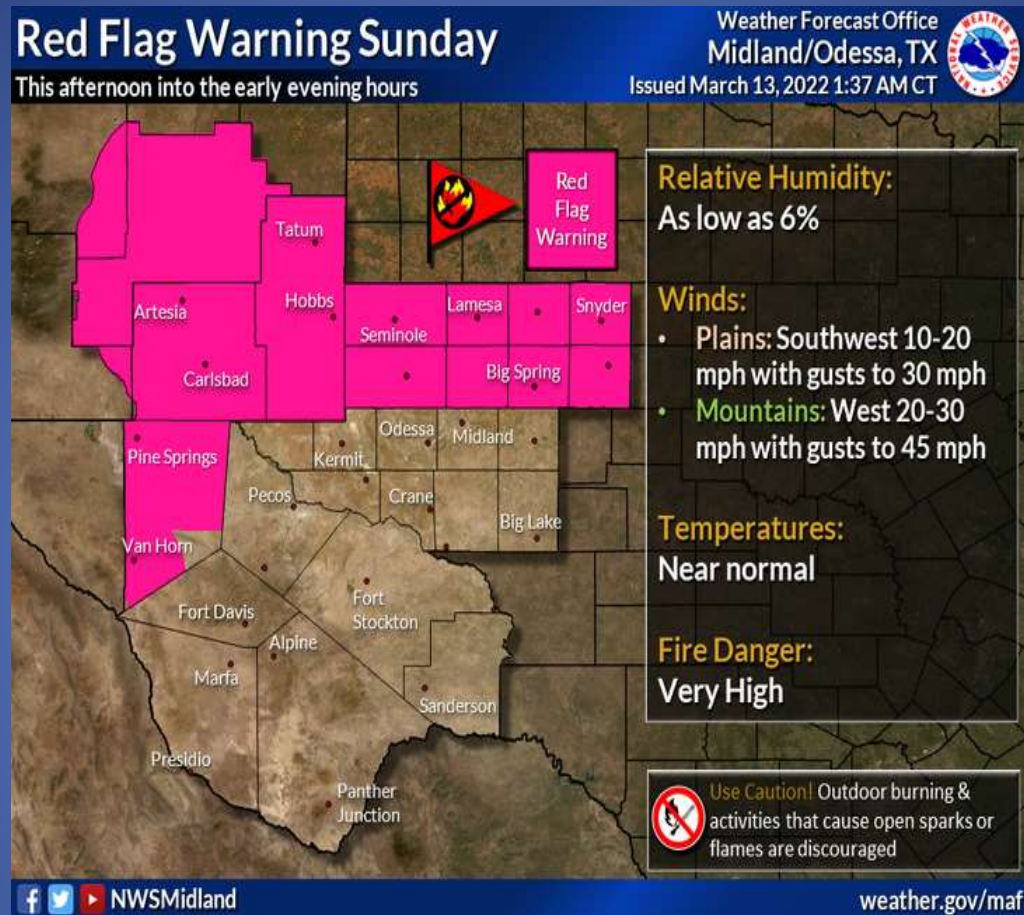 Red Flag Warning Sunday
This afternoon into the early evening hours
Weather Forecast Office
Midland/Odessa, TX
Issued March 13, 2022 1:37 AM CT
NATIONAL WEATHER SERVICE
Red
Flag
Warning
Tatum
Artesia
Hobbs
Seminole
Lamesa
Snyder
Carlsbad
Big Spring
Pine Springs
Odessa
Midland
Kermit
Pecos
Crane
Big Lake
Van Horn
Fort Davis
Fort
Stockton
Alpine
Marfa
Sanderson
Presidio
Panther
Junction
Relative Humidity:
As low as 6%
Winds:
• Plains: Southwest 10-20
mph with gusts to 30 mph
• Mountains: West 20-30
mph with gusts to 45 mph
Temperatures:
Near normal
Fire Danger:
Very High
Use Caution! Outdoor burning &
activities that cause open sparks or
flames are discouraged
NWSMidland
weather.gov/maf